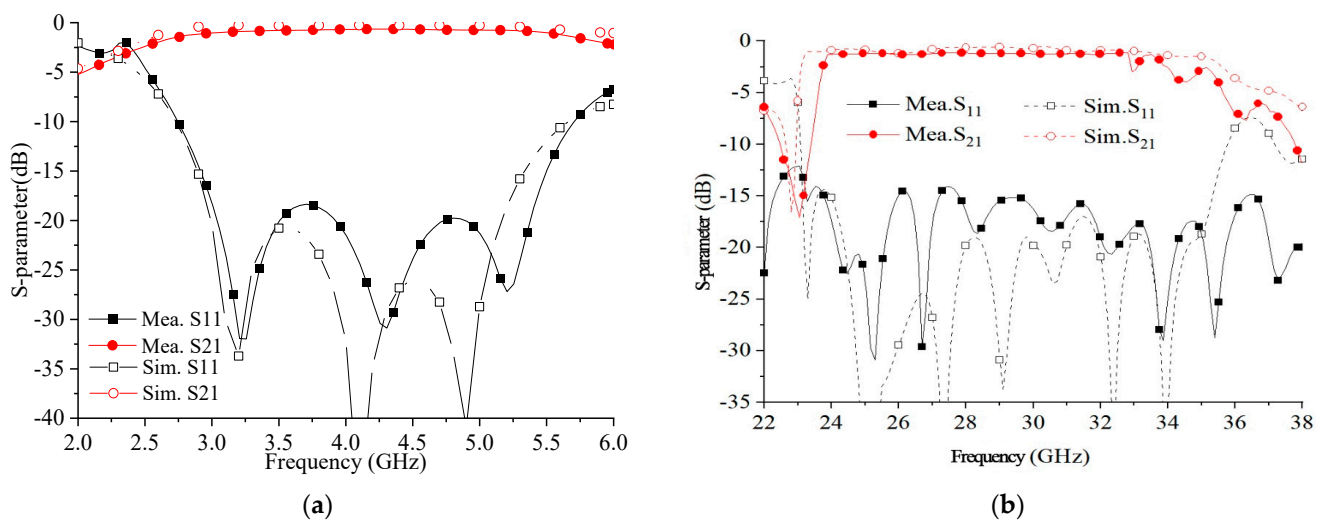 0
-5
-10
-15
-20
-25
-30
-35
-40
S-parameter(dB)
Mea. S11
Mea. S21
Sim. S11
Sim. S21
2.0 2.5 3.0 3.5 4.0 4.5 5.0 5.5 6.0
Frequency (GHz)
(a)
0
-5
-10
-15
-20
-25
-30
-35
S-parameter (dB)
Mea.S11 Sim.S11
Mea.S21 Sim.S21
22 24 26 28 30 32 34 36 38
Frequency (GHz)
(b)